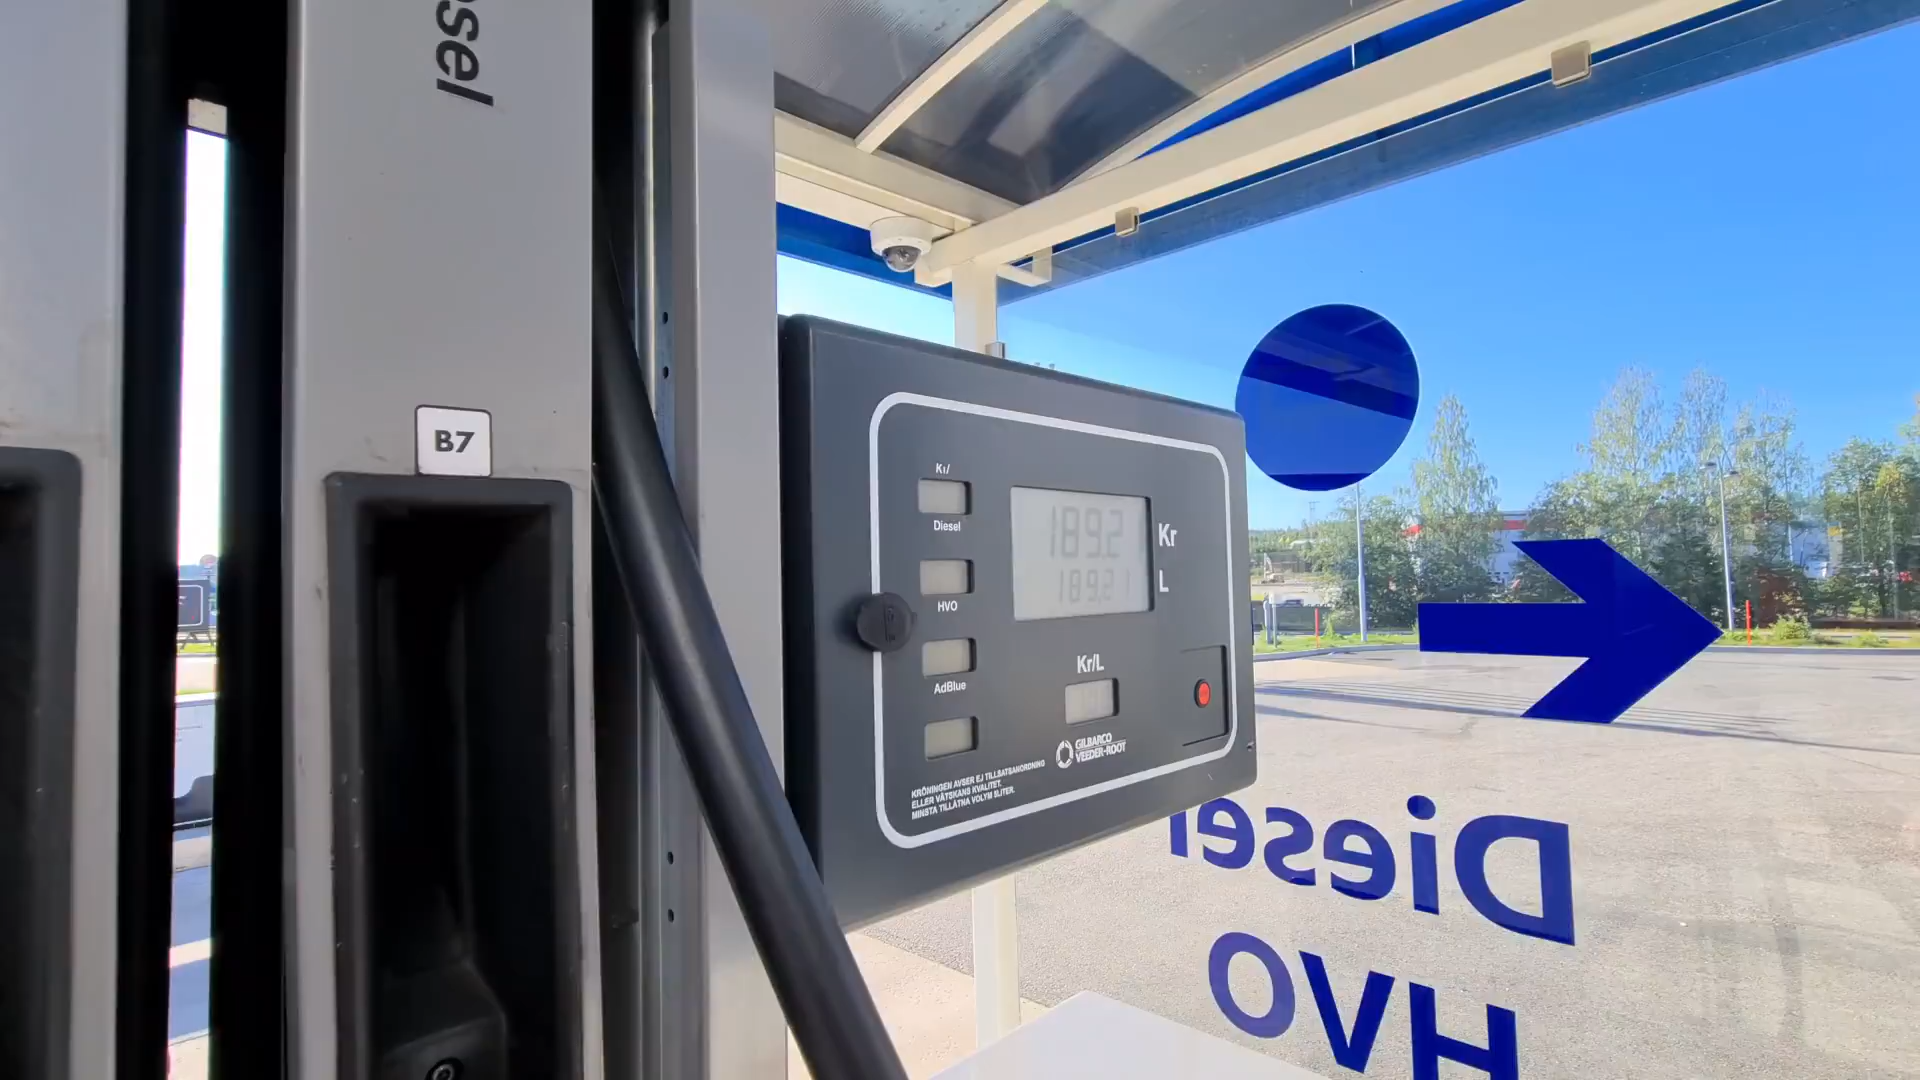 sel
B7
Kr/
Diesel
HVO
AdBlue
189.2
Kr
189.21
L
Kr/L
GILBARCO
VEEDER-ROOT
KRÖNINGEN AVSER EJ TILLSATSANORDNING
ELLER VÄTSKANS KVALITET.
MINSTA TILLÅTNA VOLYM 5LITER.
Diesel
HVO